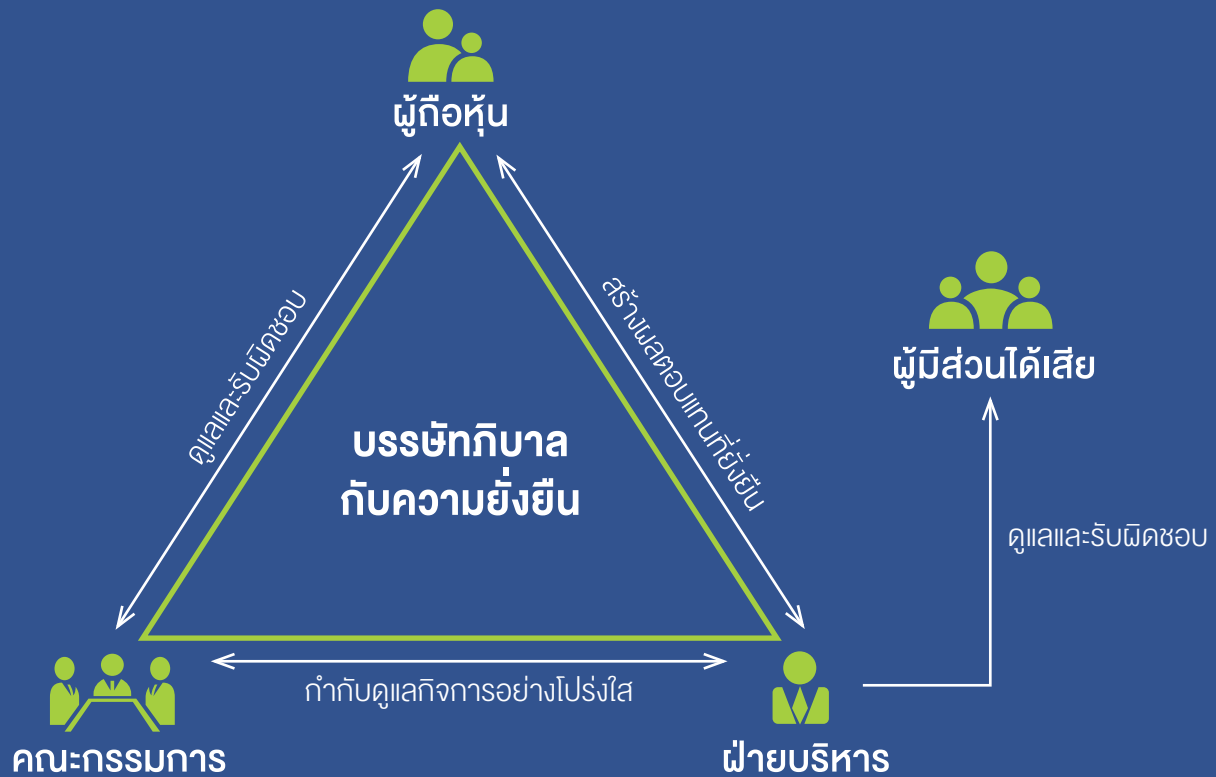 ผู้ถือหุ้น
ดูแลและรับผิดชอบ
สร้างผลตอบแทนที่ยั่งยืน
ผู้มีส่วนได้เสีย
บรรษัทภิบาล
กับความยั่งยืน
ดูแลและรับผิดชอบ
กำกับดูแลกิจการอย่างโปร่งใส
คณะกรรมการ
ฝ่ายบริหาร